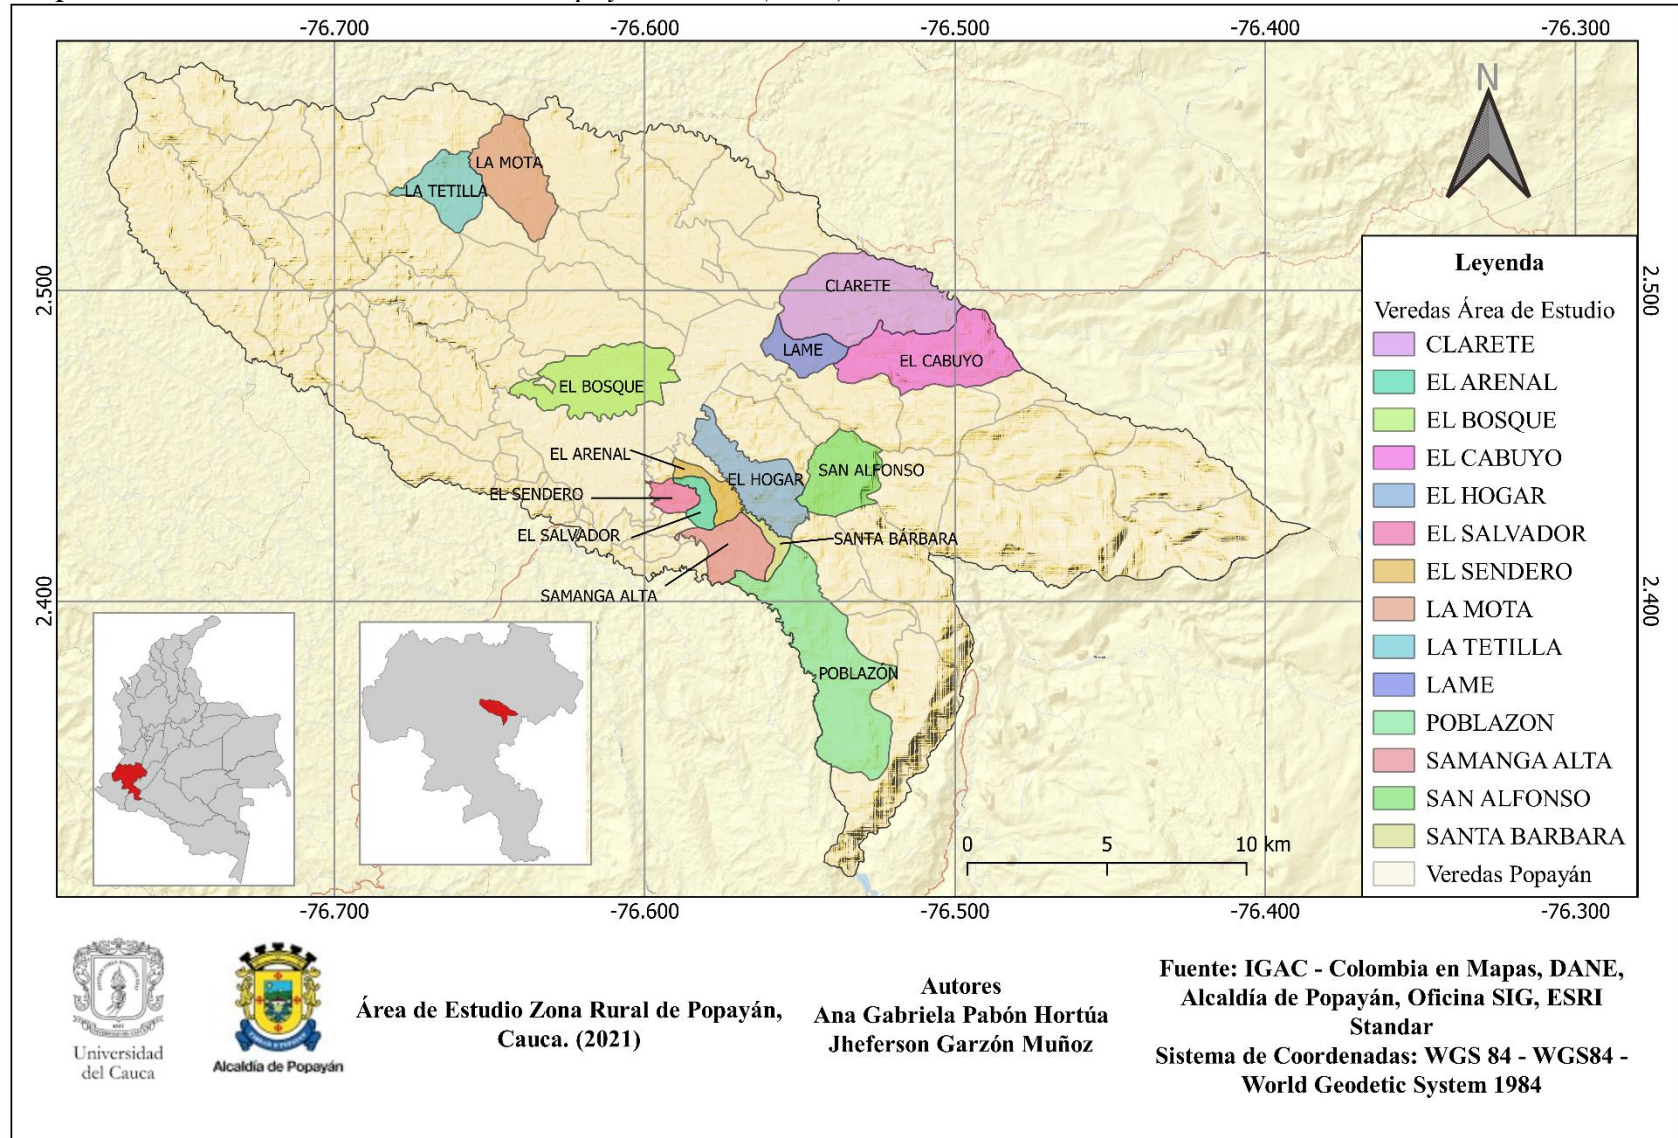 -76.700
-76.600
-76.500
-76.400
-76.300
N
LA MOTA
LA TETILLA
2.500
2.500
CLARETE
LAME
EL CABUYO
EL BOSQUE
EL ARENAL
EL HOGAR
SAN ALFONSO
EL SENDERO
EL SALVADOR
SANTA BÁRBARA
SAMANGA ALTA
2.400
2.400
POBLAZÓN
0
5
10 km
Leyenda
Veredas Área de Estudio
CLARETE
EL ARENAL
EL BOSQUE
EL CABUYO
EL HOGAR
EL SALVADOR
EL SENDERO
LA MOTA
LA TETILLA
LAME
POBLAZON
SAMANGA ALTA
SAN ALFONSO
SANTA BARBARA
Veredas Popayán
-76.700
-76.600
-76.500
-76.400
-76.300
Universidad
del Cauca
Alcaldía de Popayán
Área de Estudio Zona Rural de Popayán,
Cauca. (2021)
Autores
Ana Gabriela Pabón Hortúa
Jheferson Garzón Muñoz
Fuente: IGAC - Colombia en Mapas, DANE,
Alcaldía de Popayán, Oficina SIG, ESRI
Standar
Sistema de Coordenadas: WGS 84 - WGS84 -
World Geodetic System 1984